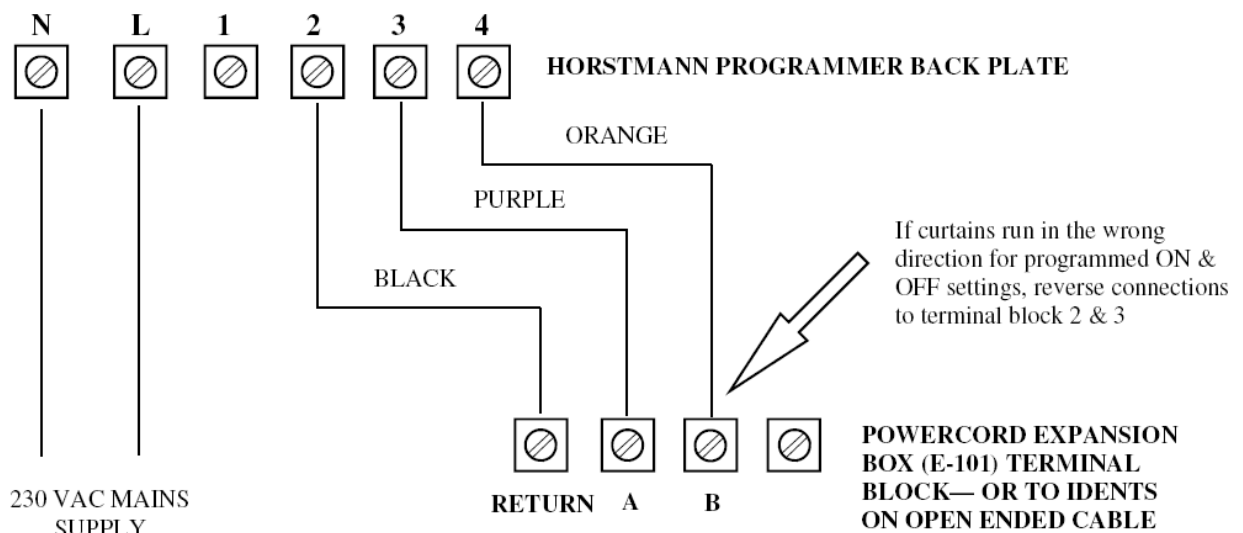 N L 1 2 3 4
HORSTMANN PROGRAMMER BACK PLATE
ORANGE
PURPLE
BLACK
If curtains run in the wrong
direction for programmed ON &
OFF settings, reverse connections
to terminal block 2 & 3
230 VAC MAINS
SUPPLY
RETURN A B
POWERCORD EXPANSION
BOX (E-101) TERMINAL
BLOCK— OR TO IDENTS
ON OPEN ENDED CABLE